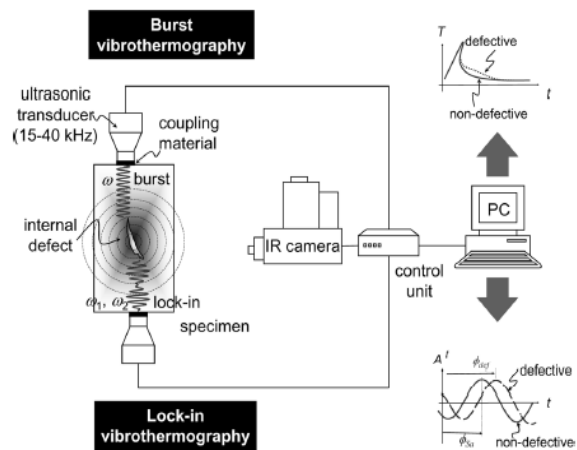 Burst
vibrothermography
ultrasonic
transducer
(15-40 kHz)
coupling
material
ω
burst
internal
defect
ω₁, ω₂
lock-in
specimen
IR camera
control
unit
PC
T
defective
non-defective
t
A
t
ϕdef
defective
t
ϕSa
non-defective
Lock-in
vibrothermography